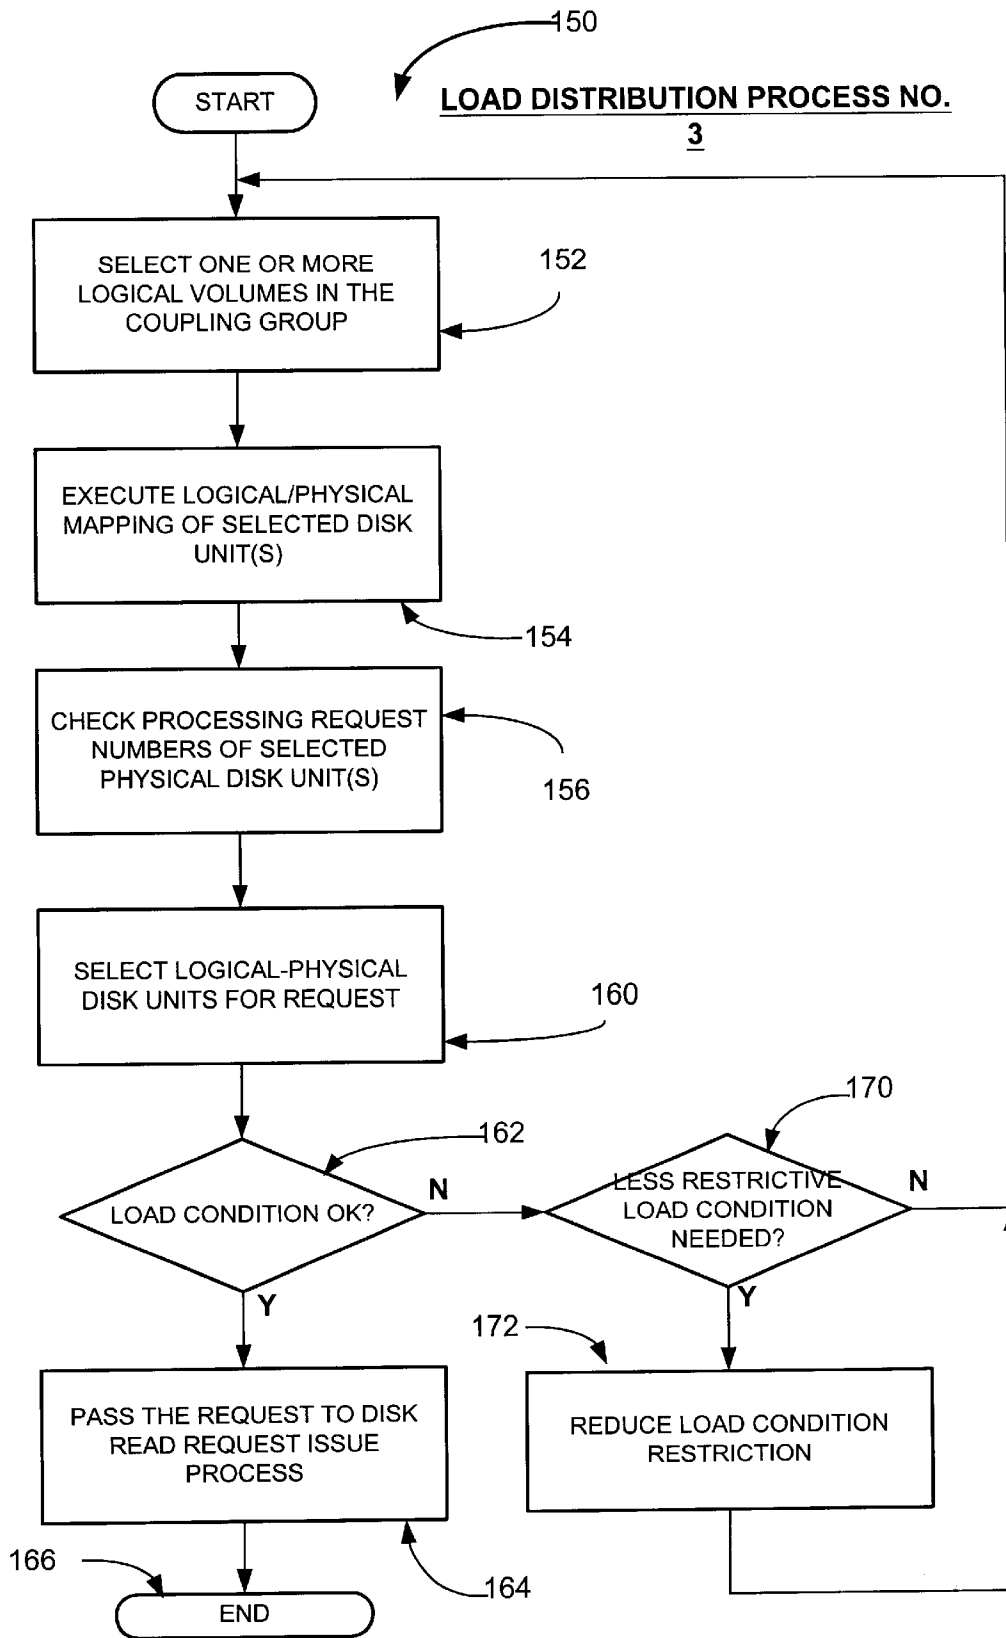 150
START
LOAD DISTRIBUTION PROCESS NO.
3
SELECT ONE OR MORE
LOGICAL VOLUMES IN THE
COUPLING GROUP
152
EXECUTE LOGICAL/PHYSICAL
MAPPING OF SELECTED DISK
UNIT(S)
154
CHECK PROCESSING REQUEST
NUMBERS OF SELECTED
PHYSICAL DISK UNIT(S)
156
SELECT LOGICAL-PHYSICAL
DISK UNITS FOR REQUEST
160
162
LOAD CONDITION OK?
N
Y
170
LESS RESTRICTIVE
LOAD CONDITION
NEEDED?
N
Y
172
REDUCE LOAD CONDITION
RESTRICTION
PASS THE REQUEST TO DISK
READ REQUEST ISSUE
PROCESS
164
166
END